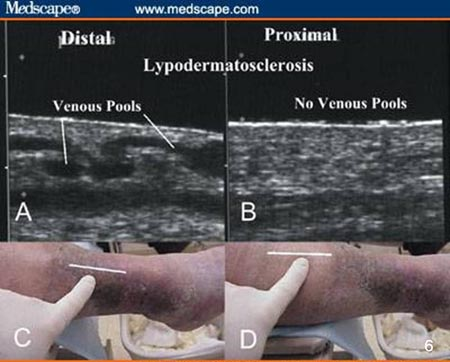 Medscape® www.medscape.com
Distal Proximal
Lypodermatosclerosis
Venous Pools No Venous Pools
A B
C D
6